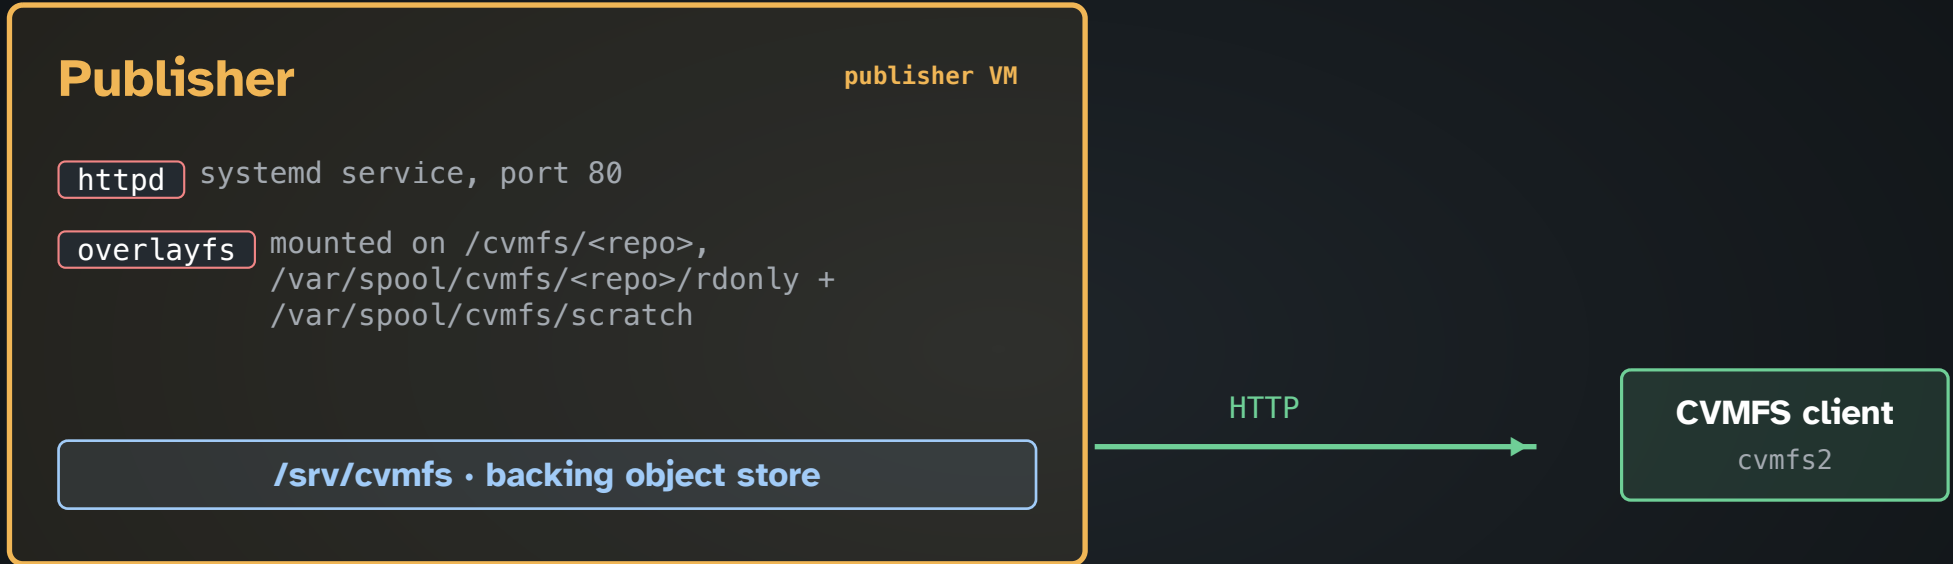 Publisher
publisher VM
httpd systemd service, port 80
overlayfs mounted on /cvmfs/<repo>,
/var/spool/cvmfs/<repo>/rdonly +
/var/spool/cvmfs/scratch
/srv/cvmfs · backing object store
HTTP
CVMFS client
cvmfs2